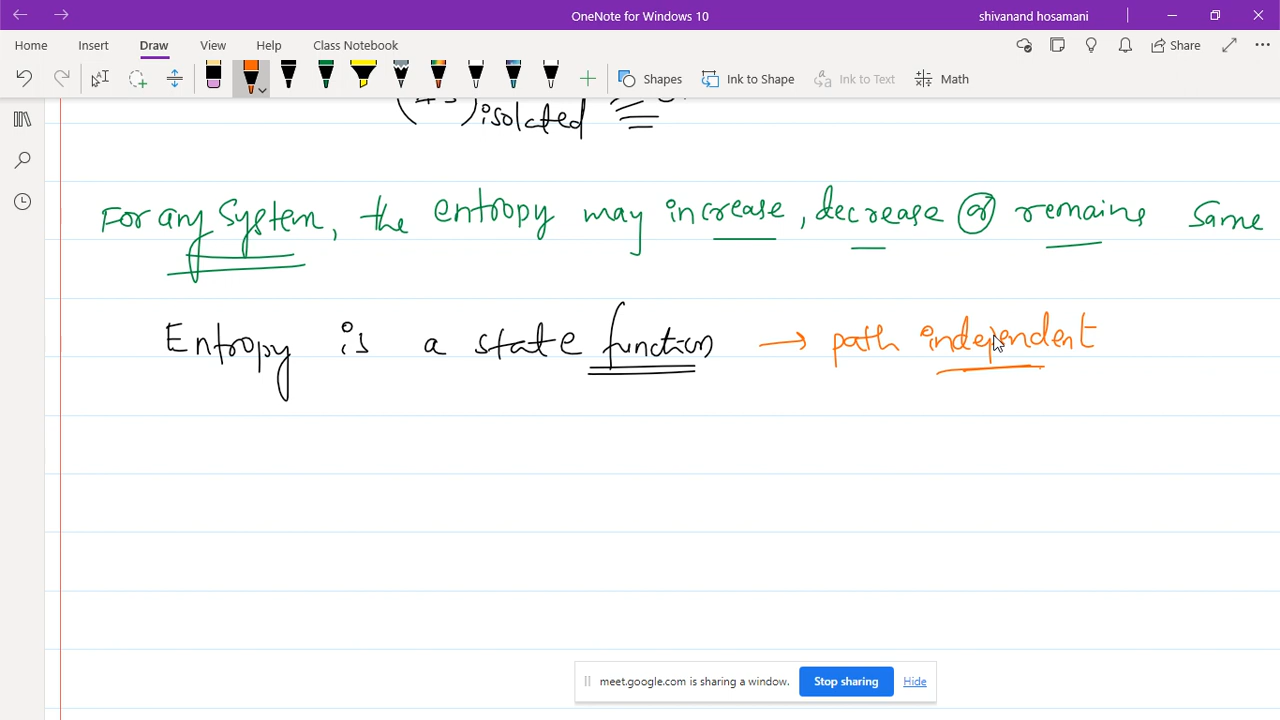 OneNote for Windows 10
shivanand hosamani
Home Insert Draw View Help Class Notebook
Share
Shapes Ink to Shape Ink to Text Math
isolated
For any System, the entropy may increase, decrease or remains Same
Entropy is a state function → path independent
meet.google.com is sharing a window. Stop sharing Hide